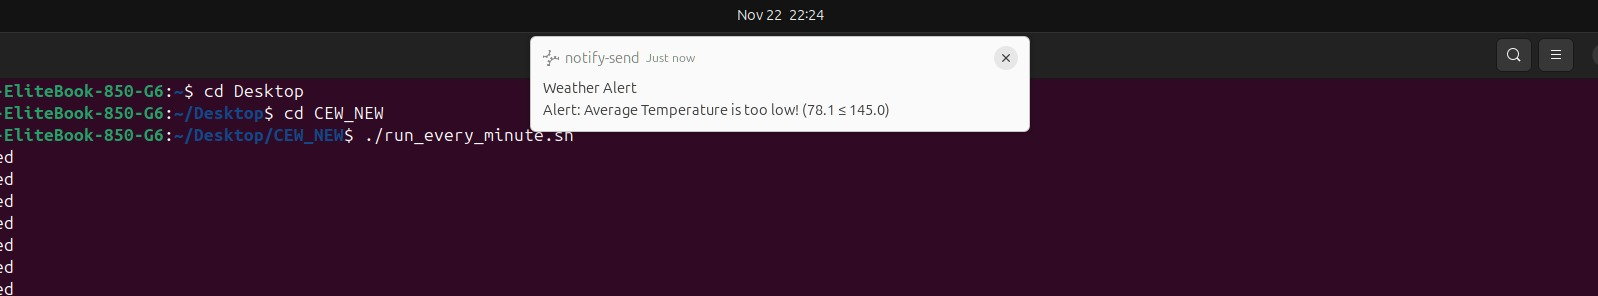 Nov 22 22:24
notify-send Just now
Weather Alert
Alert: Average Temperature is too low! (78.1 ≤ 145.0)
-EliteBook-850-G6:~$ cd Desktop
-EliteBook-850-G6:~/Desktop$ cd CEW_NEW
-EliteBook-850-G6:~/Desktop/CEW_NEW$ ./run_every_minute.sh
ed
ed
ed
ed
ed
ed
ed